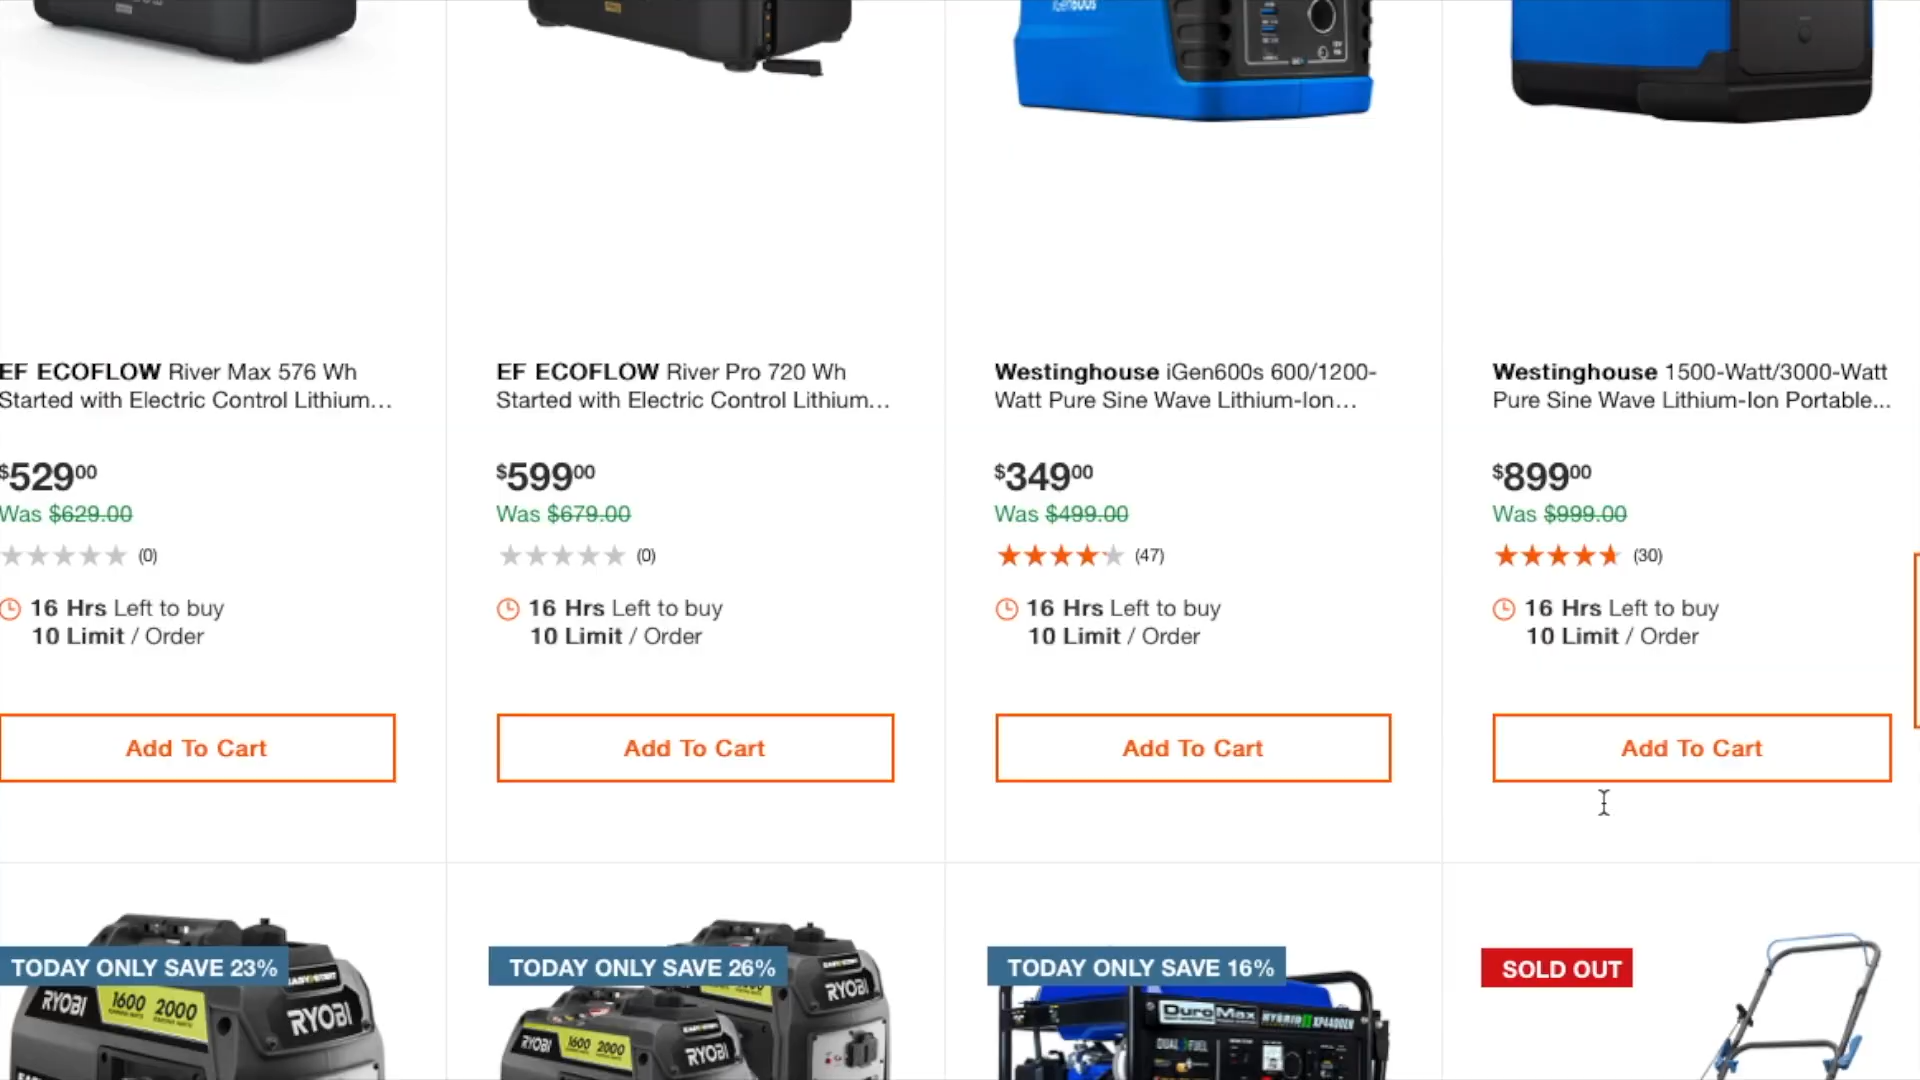 iGen600s
EF ECOFLOW River Max 576 Wh
Started with Electric Control Lithium...
$52900
Was $629.00
(0)
16 Hrs Left to buy
10 Limit / Order
Add To Cart
EF ECOFLOW River Pro 720 Wh
Started with Electric Control Lithium...
$59900
Was $679.00
(0)
16 Hrs Left to buy
10 Limit / Order
Add To Cart
Westinghouse iGen600s 600/1200-
Watt Pure Sine Wave Lithium-Ion...
$34900
Was $499.00
(47)
16 Hrs Left to buy
10 Limit / Order
Add To Cart
Westinghouse 1500-Watt/3000-Watt
Pure Sine Wave Lithium-Ion Portable...
$89900
Was $999.00
(30)
16 Hrs Left to buy
10 Limit / Order
Add To Cart
TODAY ONLY SAVE 23%
RYOBI
1600 2000
RYOBI
TODAY ONLY SAVE 26%
RYOBI
RYOBI
1600 2000
RYOBI
TODAY ONLY SAVE 16%
DuroMax
HYBRID XP4400EH
DUAL FUEL
SOLD OUT